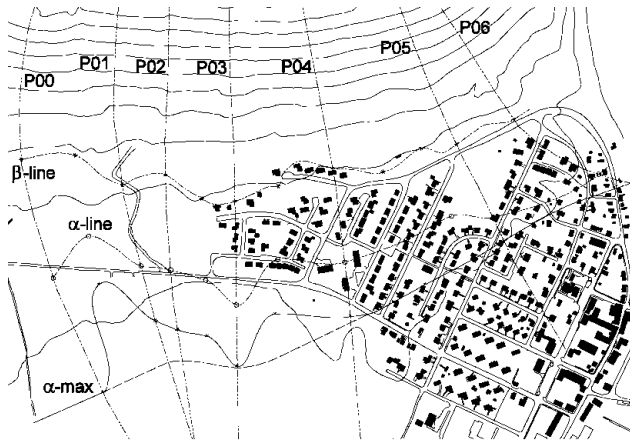 P06
P05
P04
P03
P02
P01
P00
β-line
α-line
α-max